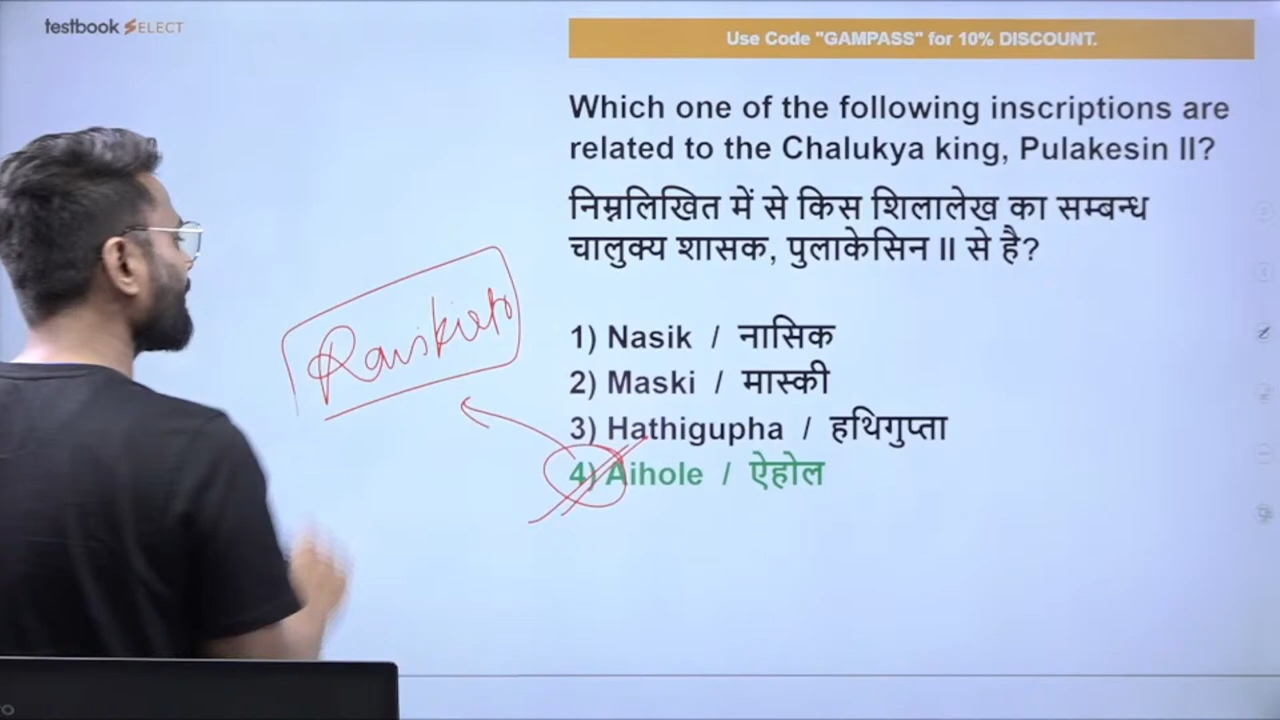 testbook SELECT
Use Code "GAMPASS" for 10% DISCOUNT.
Which one of the following inscriptions are
related to the Chalukya king, Pulakesin II?
निम्नलिखित में से किस शिलालेख का सम्बन्ध
चालुक्य शासक, पुलाकेसिन II से है?
1) Nasik / नासिक
2) Maski / मास्की
3) Hathigupha / हथिगुप्ता
4) Aihole / ऐहोल